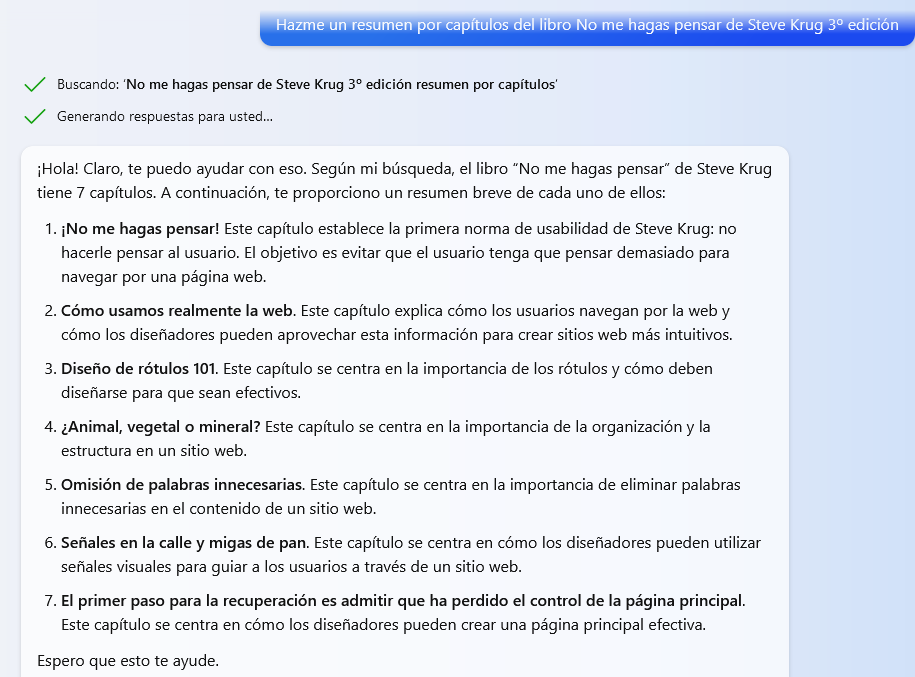 Hazme un resumen por capítulos del libro No me hagas pensar de Steve Krug 3º edición
Buscando: 'No me hagas pensar de Steve Krug 3º edición resumen por capítulos'
Generando respuestas para usted...
¡Hola! Claro, te puedo ayudar con eso. Según mi búsqueda, el libro “No me hagas pensar” de Steve Krug
tiene 7 capítulos. A continuación, te proporciono un resumen breve de cada uno de ellos:
1. ¡No me hagas pensar! Este capítulo establece la primera norma de usabilidad de Steve Krug: no
hacerle pensar al usuario. El objetivo es evitar que el usuario tenga que pensar demasiado para
navegar por una página web.
2. Cómo usamos realmente la web. Este capítulo explica cómo los usuarios navegan por la web y
cómo los diseñadores pueden aprovechar esta información para crear sitios web más intuitivos.
3. Diseño de rótulos 101. Este capítulo se centra en la importancia de los rótulos y cómo deben
diseñarse para que sean efectivos.
4. ¿Animal, vegetal o mineral? Este capítulo se centra en la importancia de la organización y la
estructura en un sitio web.
5. Omisión de palabras innecesarias. Este capítulo se centra en la importancia de eliminar palabras
innecesarias en el contenido de un sitio web.
6. Señales en la calle y migas de pan. Este capítulo se centra en cómo los diseñadores pueden utilizar
señales visuales para guiar a los usuarios a través de un sitio web.
7. El primer paso para la recuperación es admitir que ha perdido el control de la página principal.
Este capítulo se centra en cómo los diseñadores pueden crear una página principal efectiva.
Espero que esto te ayude.